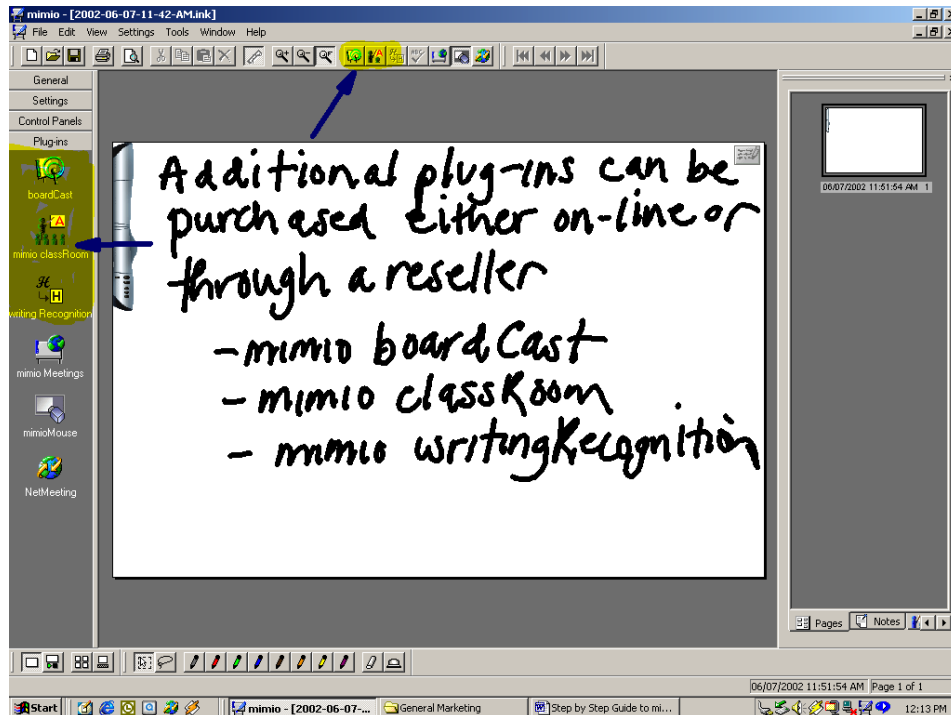 mimio - [2002-06-07-11-42-AM.ink]
File Edit View Settings Tools Window Help
General
Settings
Control Panels
Plug-ins
boardCast
mimio classRoom
writing Recognition
mimio Meetings
mimioMouse
NetMeeting
Additional plug-ins can be
purchased either on-line or
through a reseller
- mimio boardCast
- mimio classRoom
- mimio writingRecognition
06/07/2002 11:51:54 AM 1
Pages Notes
06/07/2002 11:51:54 AM Page 1 of 1
Start mimio - [2002-06-07-... General Marketing Step by Step Guide to mi... 12:13 PM